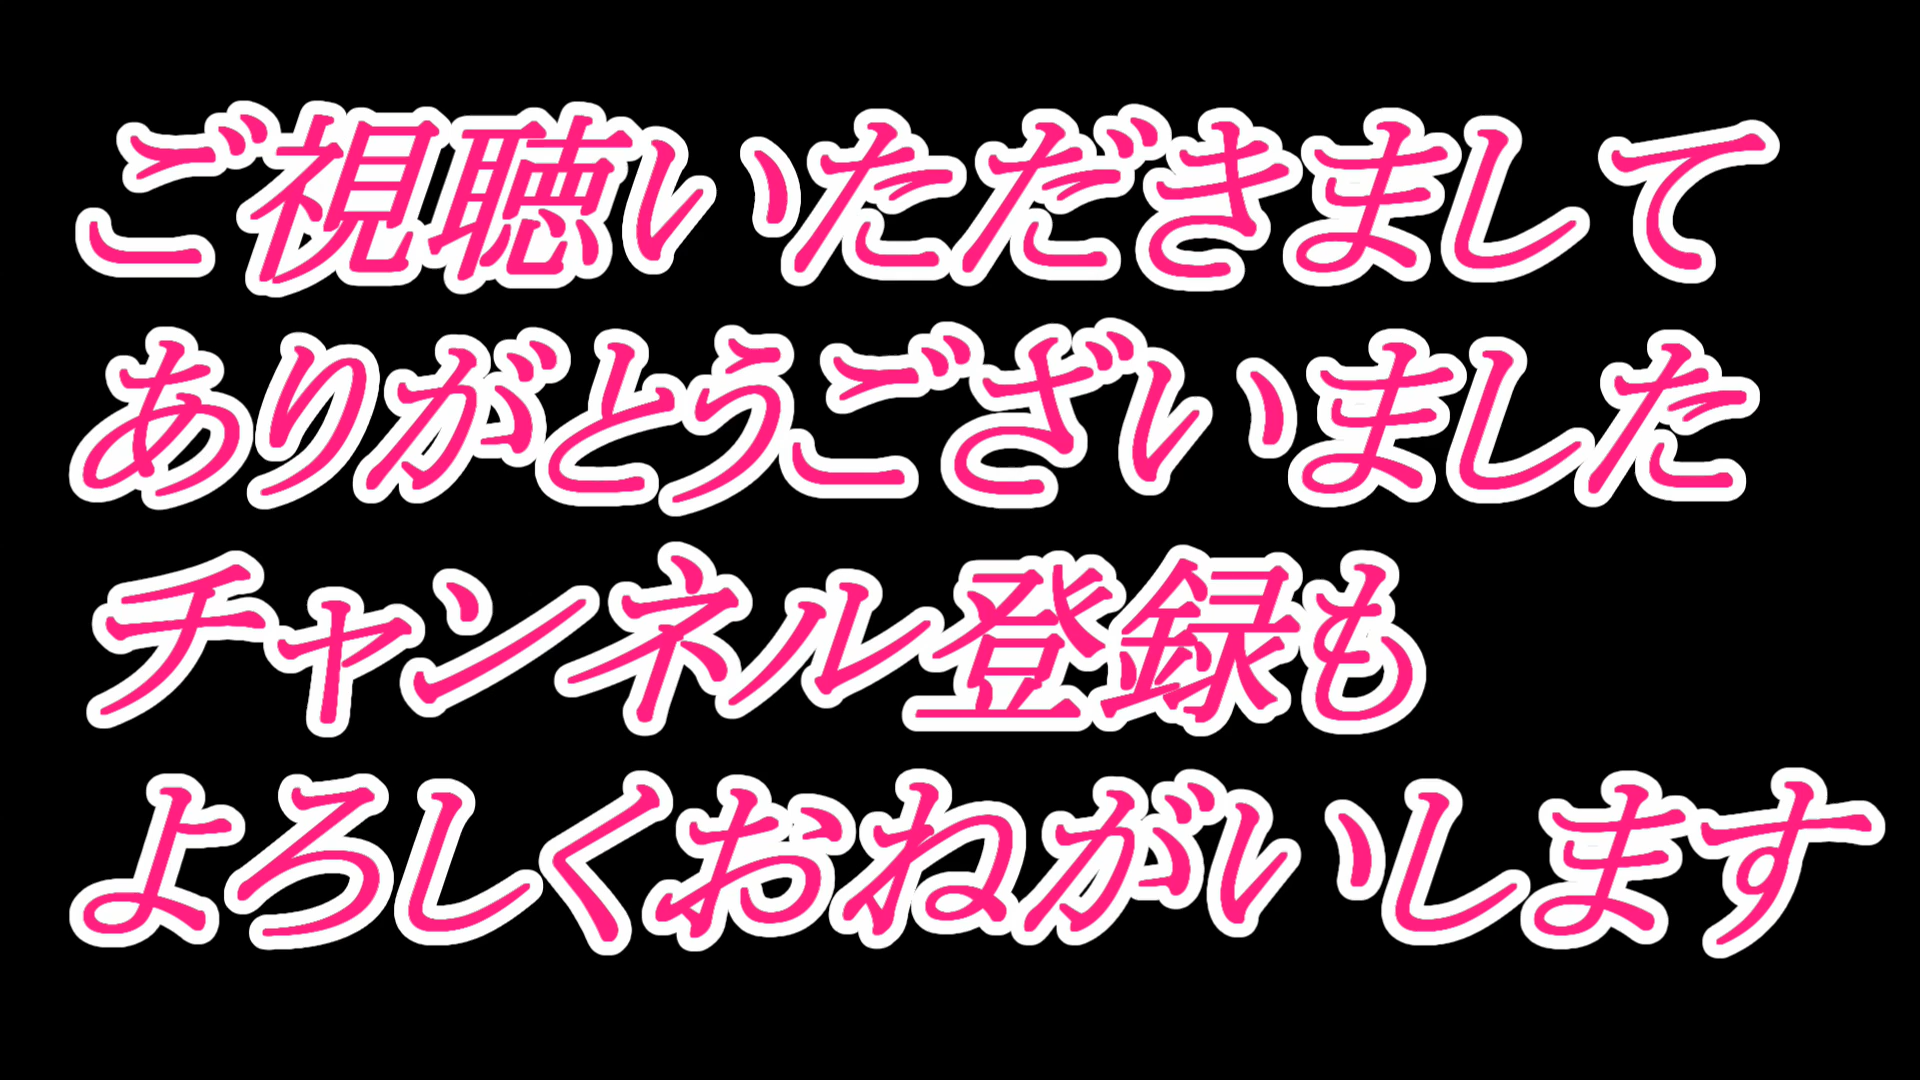 ご視聴いただきまして
ありがとうございました
チャンネル登録も
よろしくおねがいします